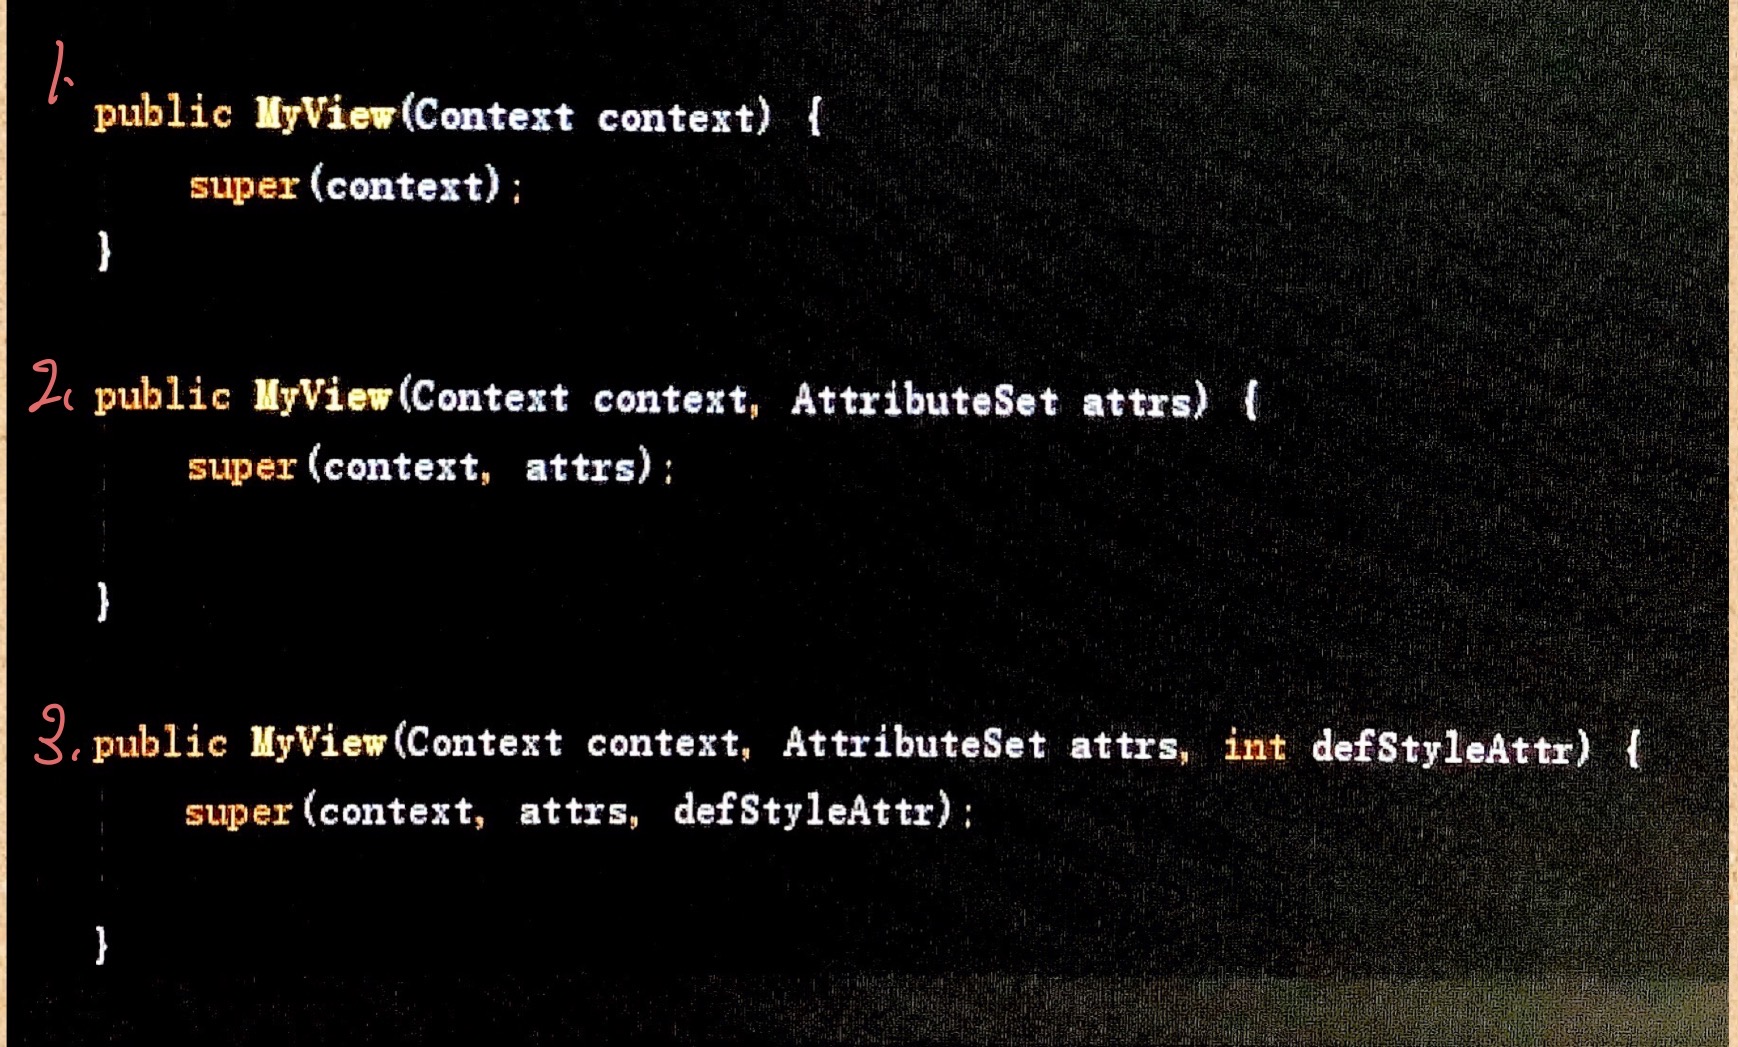 1.
public MyView(Context context) {
super(context);
}
2. public MyView(Context context, AttributeSet attrs) {
super(context, attrs);
}
3. public MyView(Context context, AttributeSet attrs, int defStyleAttr) {
super(context, attrs, defStyleAttr);
}